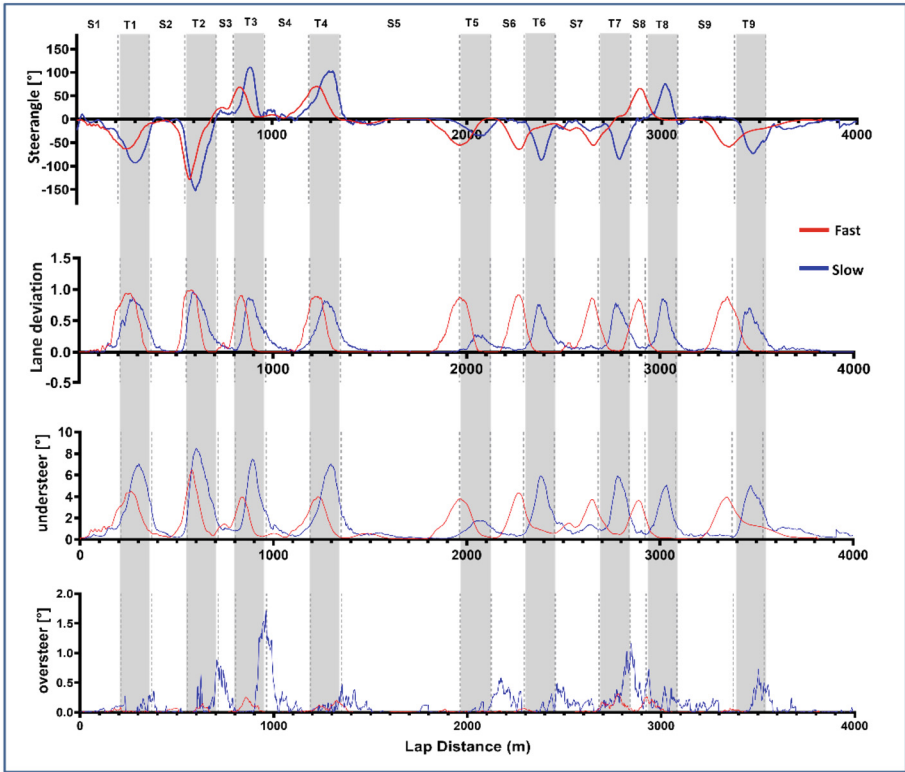 S1 T1 S2 T2 S3 T3 S4 T4 S5 T5 S6 T6 S7 T7 S8 T8 S9 T9
Steerangle [°]
150
100
50
0
-50
-100
-150
1000 2000 3000 4000
Fast
Slow
Lane deviation
1.5
1.0
0.5
0.0
-0.5
1000 2000 3000 4000
understeer [°]
10
8
6
4
2
0
0 1000 2000 3000 4000
oversteer [°]
2.0
1.5
1.0
0.5
0.0
0 1000 2000 3000 4000
Lap Distance (m)